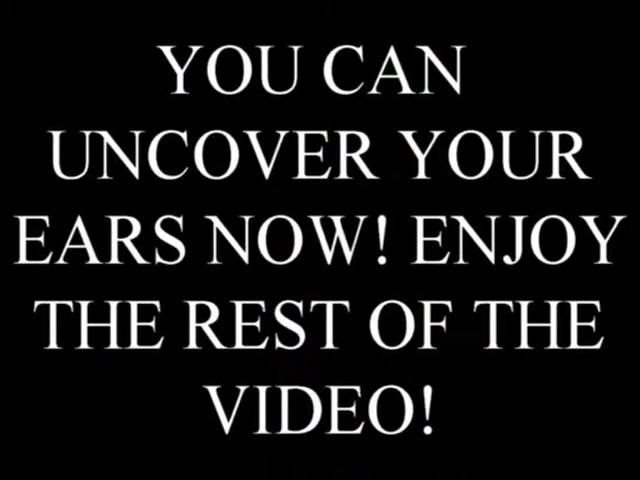 YOU CAN
UNCOVER YOUR
EARS NOW! ENJOY
THE REST OF THE
VIDEO!